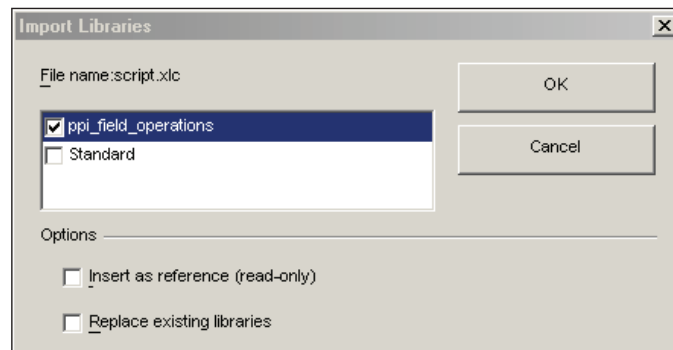 Import Libraries
File name:script.xlc
OK
ppi_field_operations
Standard
Cancel
Options
Insert as reference (read-only)
Replace existing libraries